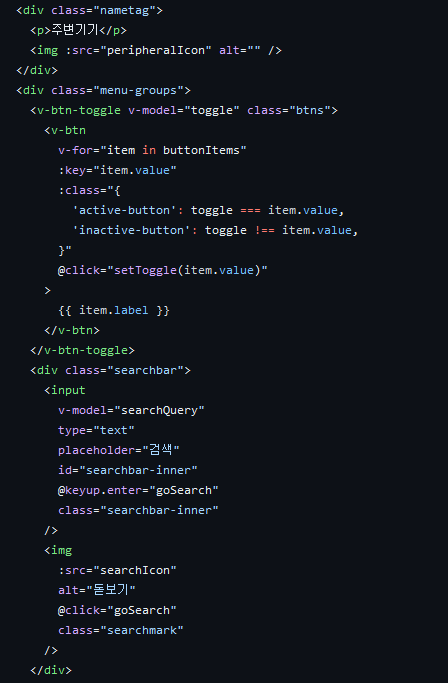 <div class="nametag">
<p>주변기기</p>
<img :src="peripheralIcon" alt="" />
</div>
<div class="menu-groups">
<v-btn-toggle v-model="toggle" class="btns">
<v-btn
v-for="item in buttonItems"
:key="item.value"
:class="{
'active-button': toggle === item.value,
'inactive-button': toggle !== item.value,
}"
@click="setToggle(item.value)"
>
{{ item.label }}
</v-btn>
</v-btn-toggle>
<div class="searchbar">
<input
v-model="searchQuery"
type="text"
placeholder="검색"
id="searchbar-inner"
@keyup.enter="goSearch"
class="searchbar-inner"
/>
<img
:src="searchIcon"
alt="돋보기"
@click="goSearch"
class="searchmark"
/>
</div>